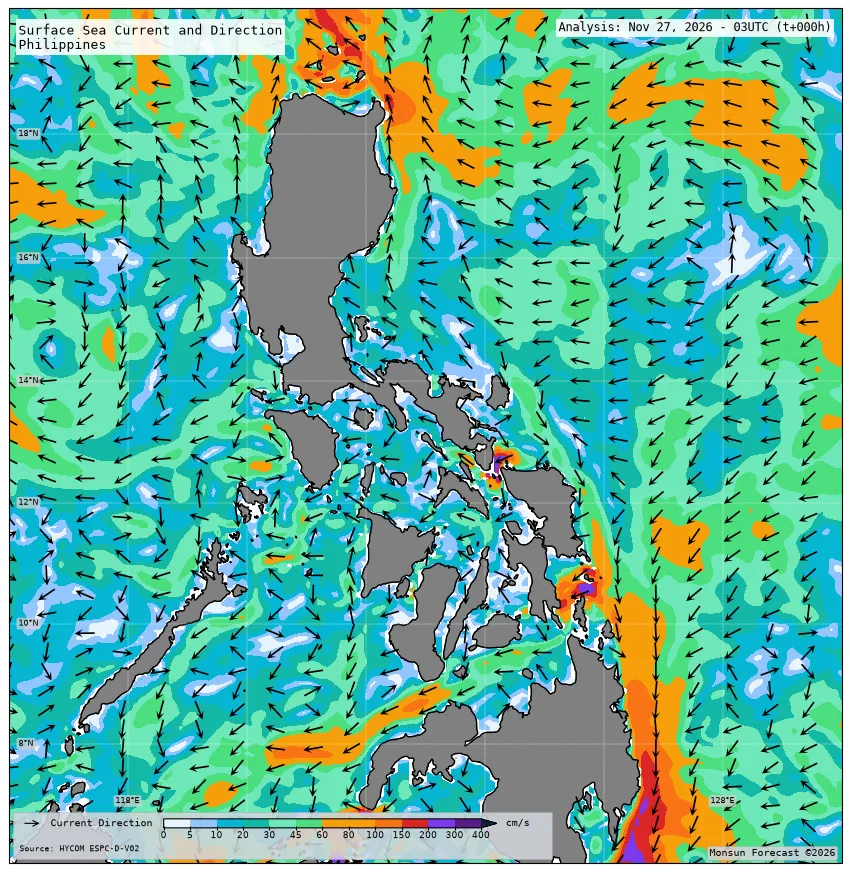 Surface Sea Current and Direction
Philippines
Analysis: Nov 27, 2026 - 03UTC (t+000h)
18°N
16°N
14°N
12°N
10°N
8°N
118°E
128°E
Current Direction
0 5 10 20 30 45 60 80 100 150 200 300 400
cm/s
Source: HYCOM ESPC-D-V02
Monsun Forecast ©2026